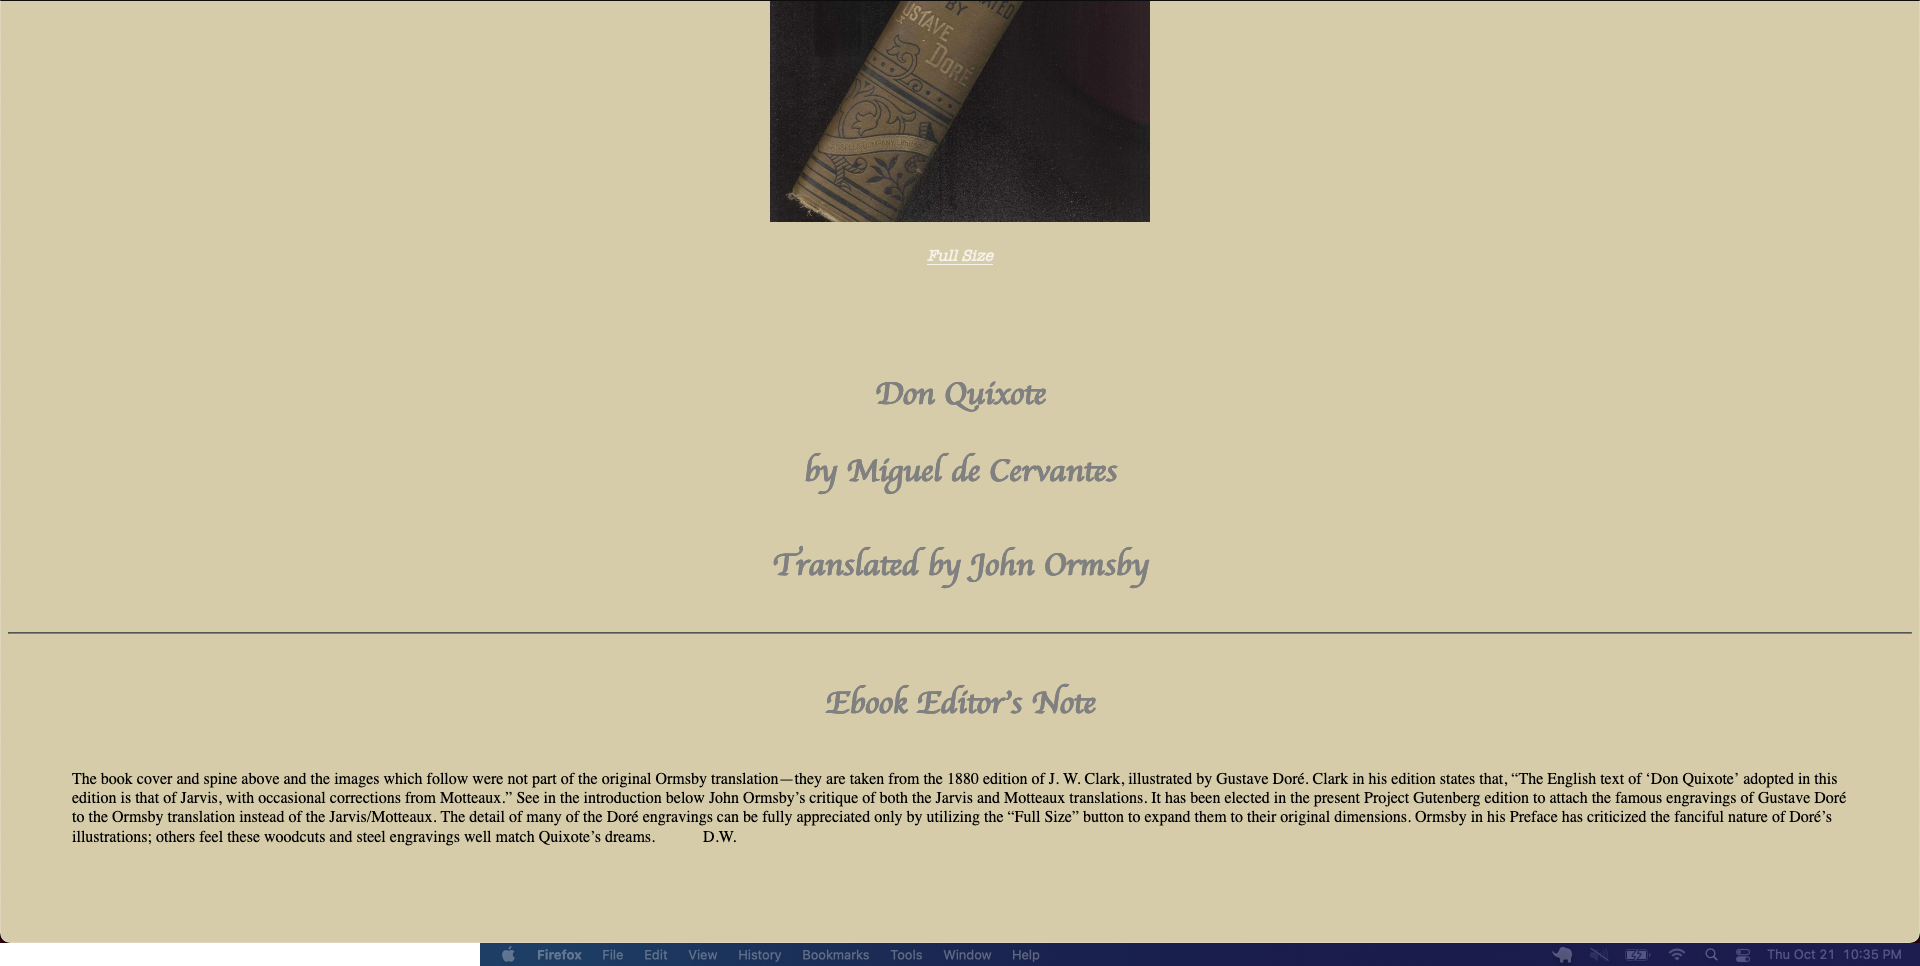 BY
GUSTAVE
DORÉ
Full Size
Don Quixote
by Miguel de Cervantes
Translated by John Ormsby
Ebook Editor’s Note
The book cover and spine above and the images which follow were not part of the original Ormsby translation—they are taken from the 1880 edition of J. W. Clark, illustrated by Gustave Doré. Clark in his edition states that, “The English text of ‘Don Quixote’ adopted in this
edition is that of Jarvis, with occasional corrections from Motteaux.” See in the introduction below John Ormsby’s critique of both the Jarvis and Motteaux translations. It has been elected in the present Project Gutenberg edition to attach the famous engravings of Gustave Doré
to the Ormsby translation instead of the Jarvis/Motteaux. The detail of many of the Doré engravings can be fully appreciated only by utilizing the “Full Size” button to expand them to their original dimensions. Ormsby in his Preface has criticized the fanciful nature of Doré’s
illustrations; others feel these woodcuts and steel engravings well match Quixote’s dreams. D.W.
Firefox File Edit View History Bookmarks Tools Window Help Thu Oct 21 10:35 PM